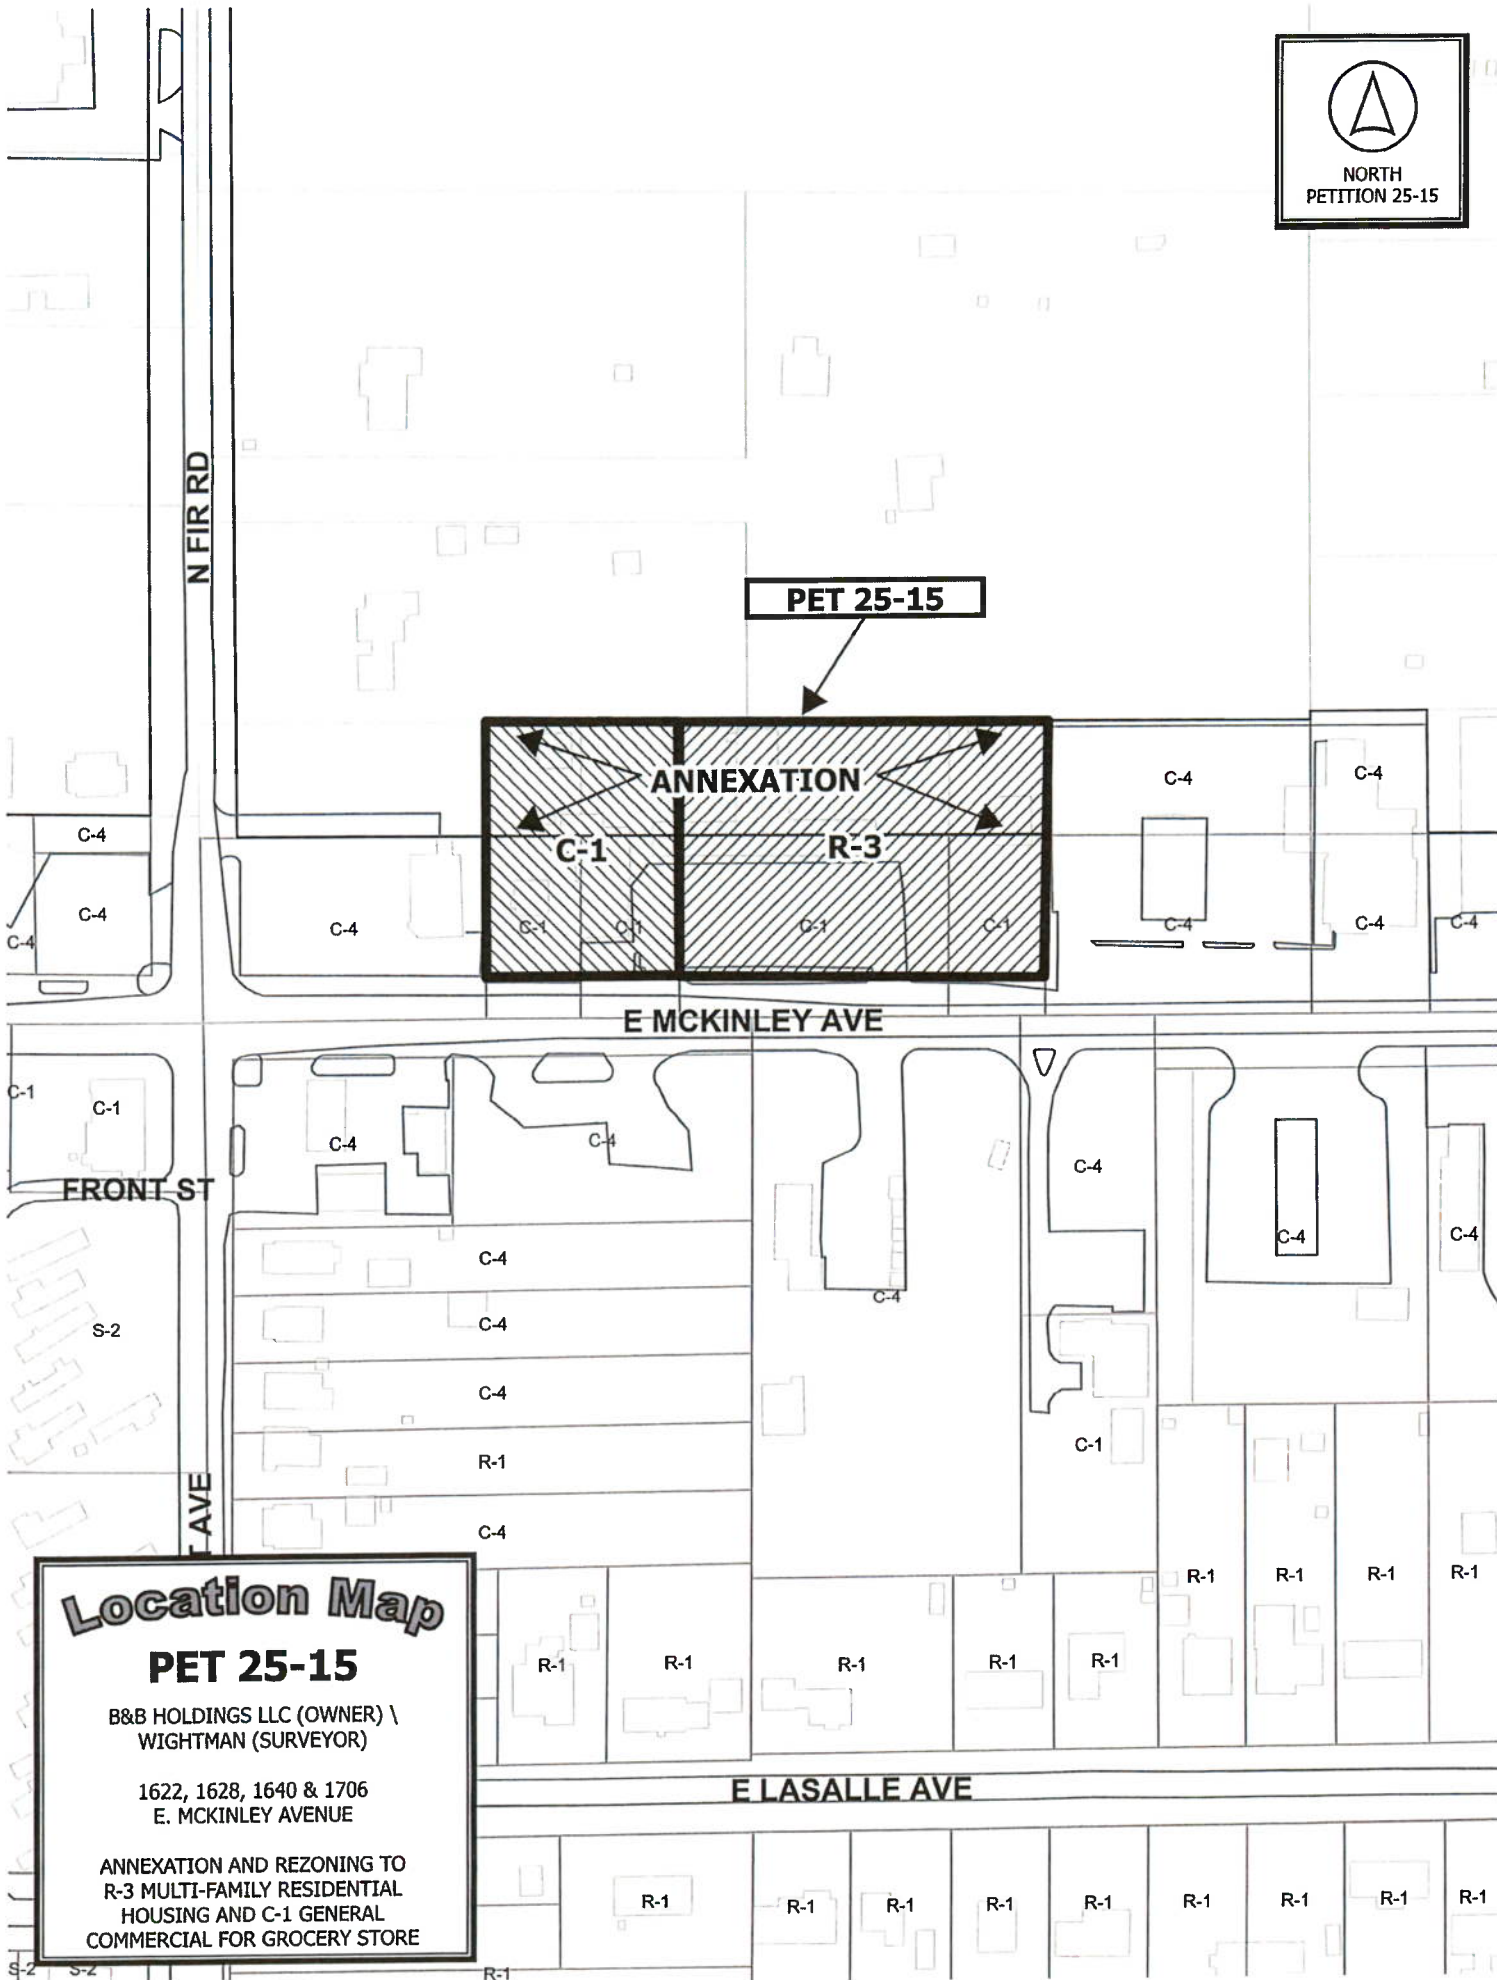 NORTH
PETITION 25-15
N FIR RD
PET 25-15
ANNEXATION
C-4
C-4
C-4
C-1
R-3
C-4
C-4
C-4
C-4
C-1
C-1
C-1
C-1
C-4
C-4
C-4
E MCKINLEY AVE
C-1
C-1
C-4
C-4
C-4
FRONT ST
C-4
C-4
C-4
C-4
C-4
S-2
C-4
R-1
C-1
C-4
T AVE
R-1
R-1
R-1
R-1
R-1
R-1
R-1
R-1
R-1
Location Map
PET 25-15
B&B HOLDINGS LLC (OWNER) \
WIGHTMAN (SURVEYOR)
1622, 1628, 1640 & 1706
E. MCKINLEY AVENUE
ANNEXATION AND REZONING TO
R-3 MULTI-FAMILY RESIDENTIAL
HOUSING AND C-1 GENERAL
COMMERCIAL FOR GROCERY STORE
E LASALLE AVE
R-1
R-1
R-1
R-1
R-1
R-1
R-1
R-1
R-1
S-2
S-2
R-1